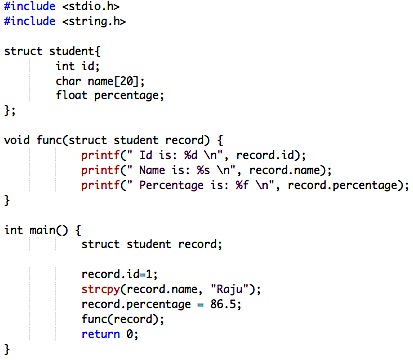 #include <stdio.h>
#include <string.h>

struct student{
        int id;
        char name[20];
        float percentage;
};

void func(struct student record) {
            printf(" Id is: %d \n", record.id);
            printf(" Name is: %s \n", record.name);
            printf(" Percentage is: %f \n", record.percentage);
}

int main() {
            struct student record;

            record.id=1;
            strcpy(record.name, "Raju");
            record.percentage = 86.5;
            func(record);
            return 0;
}